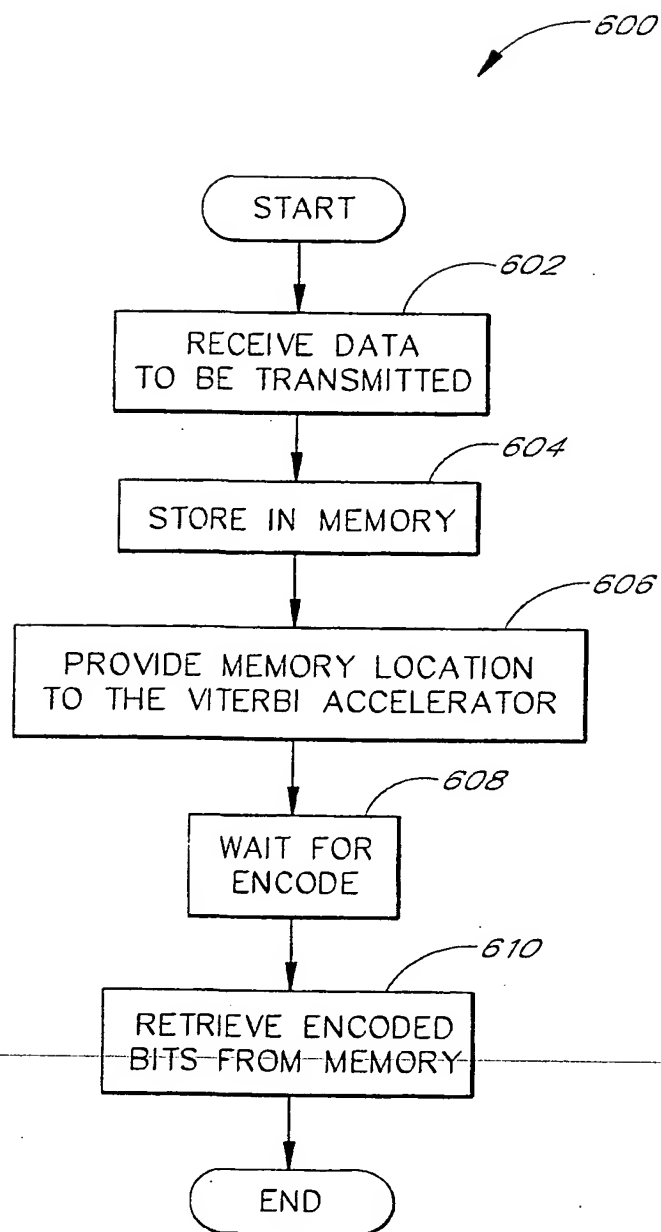 600
START
602
RECEIVE DATA
TO BE TRANSMITTED
604
STORE IN MEMORY
606
PROVIDE MEMORY LOCATION
TO THE VITERBI ACCELERATOR
608
WAIT FOR
ENCODE
610
RETRIEVE ENCODED
BITS FROM MEMORY
END